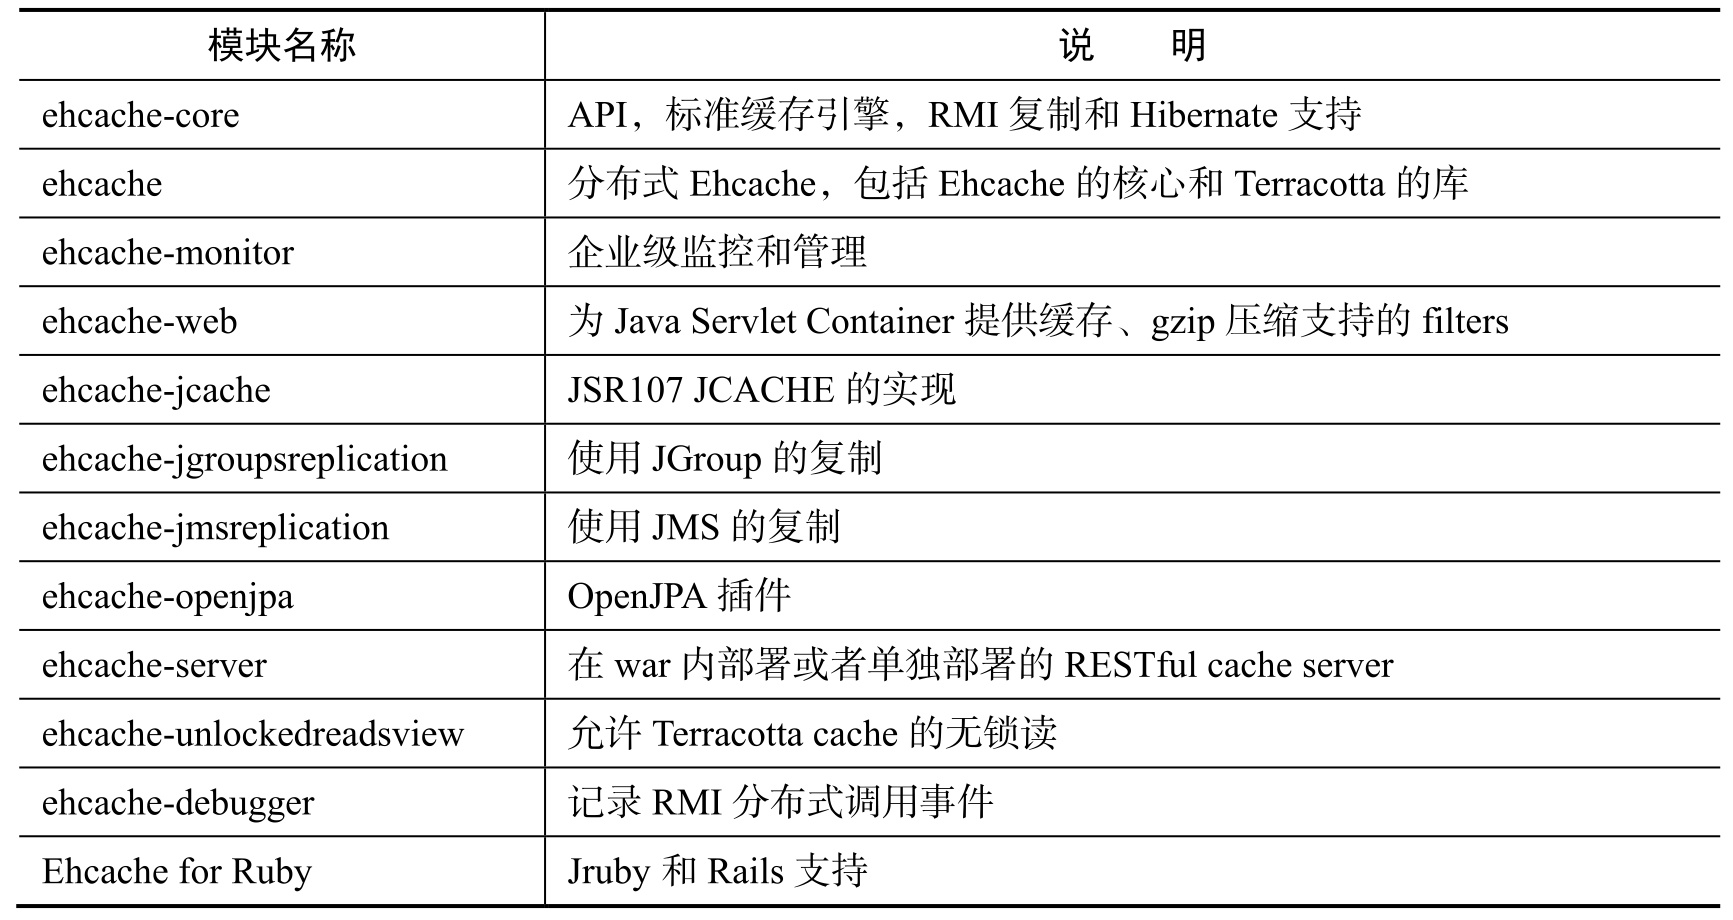 模块名称 说 明
ehcache-core API，标准缓存引擎，RMI 复制和 Hibernate 支持
ehcache 分布式 Ehcache，包括 Ehcache 的核心和 Terracotta 的库
ehcache-monitor 企业级监控和管理
ehcache-web 为 Java Servlet Container 提供缓存、gzip 压缩支持的 filters
ehcache-jcache JSR107 JCACHE 的实现
ehcache-jgroupsreplication 使用 JGroup 的复制
ehcache-jmsreplication 使用 JMS 的复制
ehcache-openjpa OpenJPA 插件
ehcache-server 在 war 内部署或者单独部署的 RESTful cache server
ehcache-unlockedreadsview 允许 Terracotta cache 的无锁读
ehcache-debugger 记录 RMI 分布式调用事件
Ehcache for Ruby Jruby 和 Rails 支持